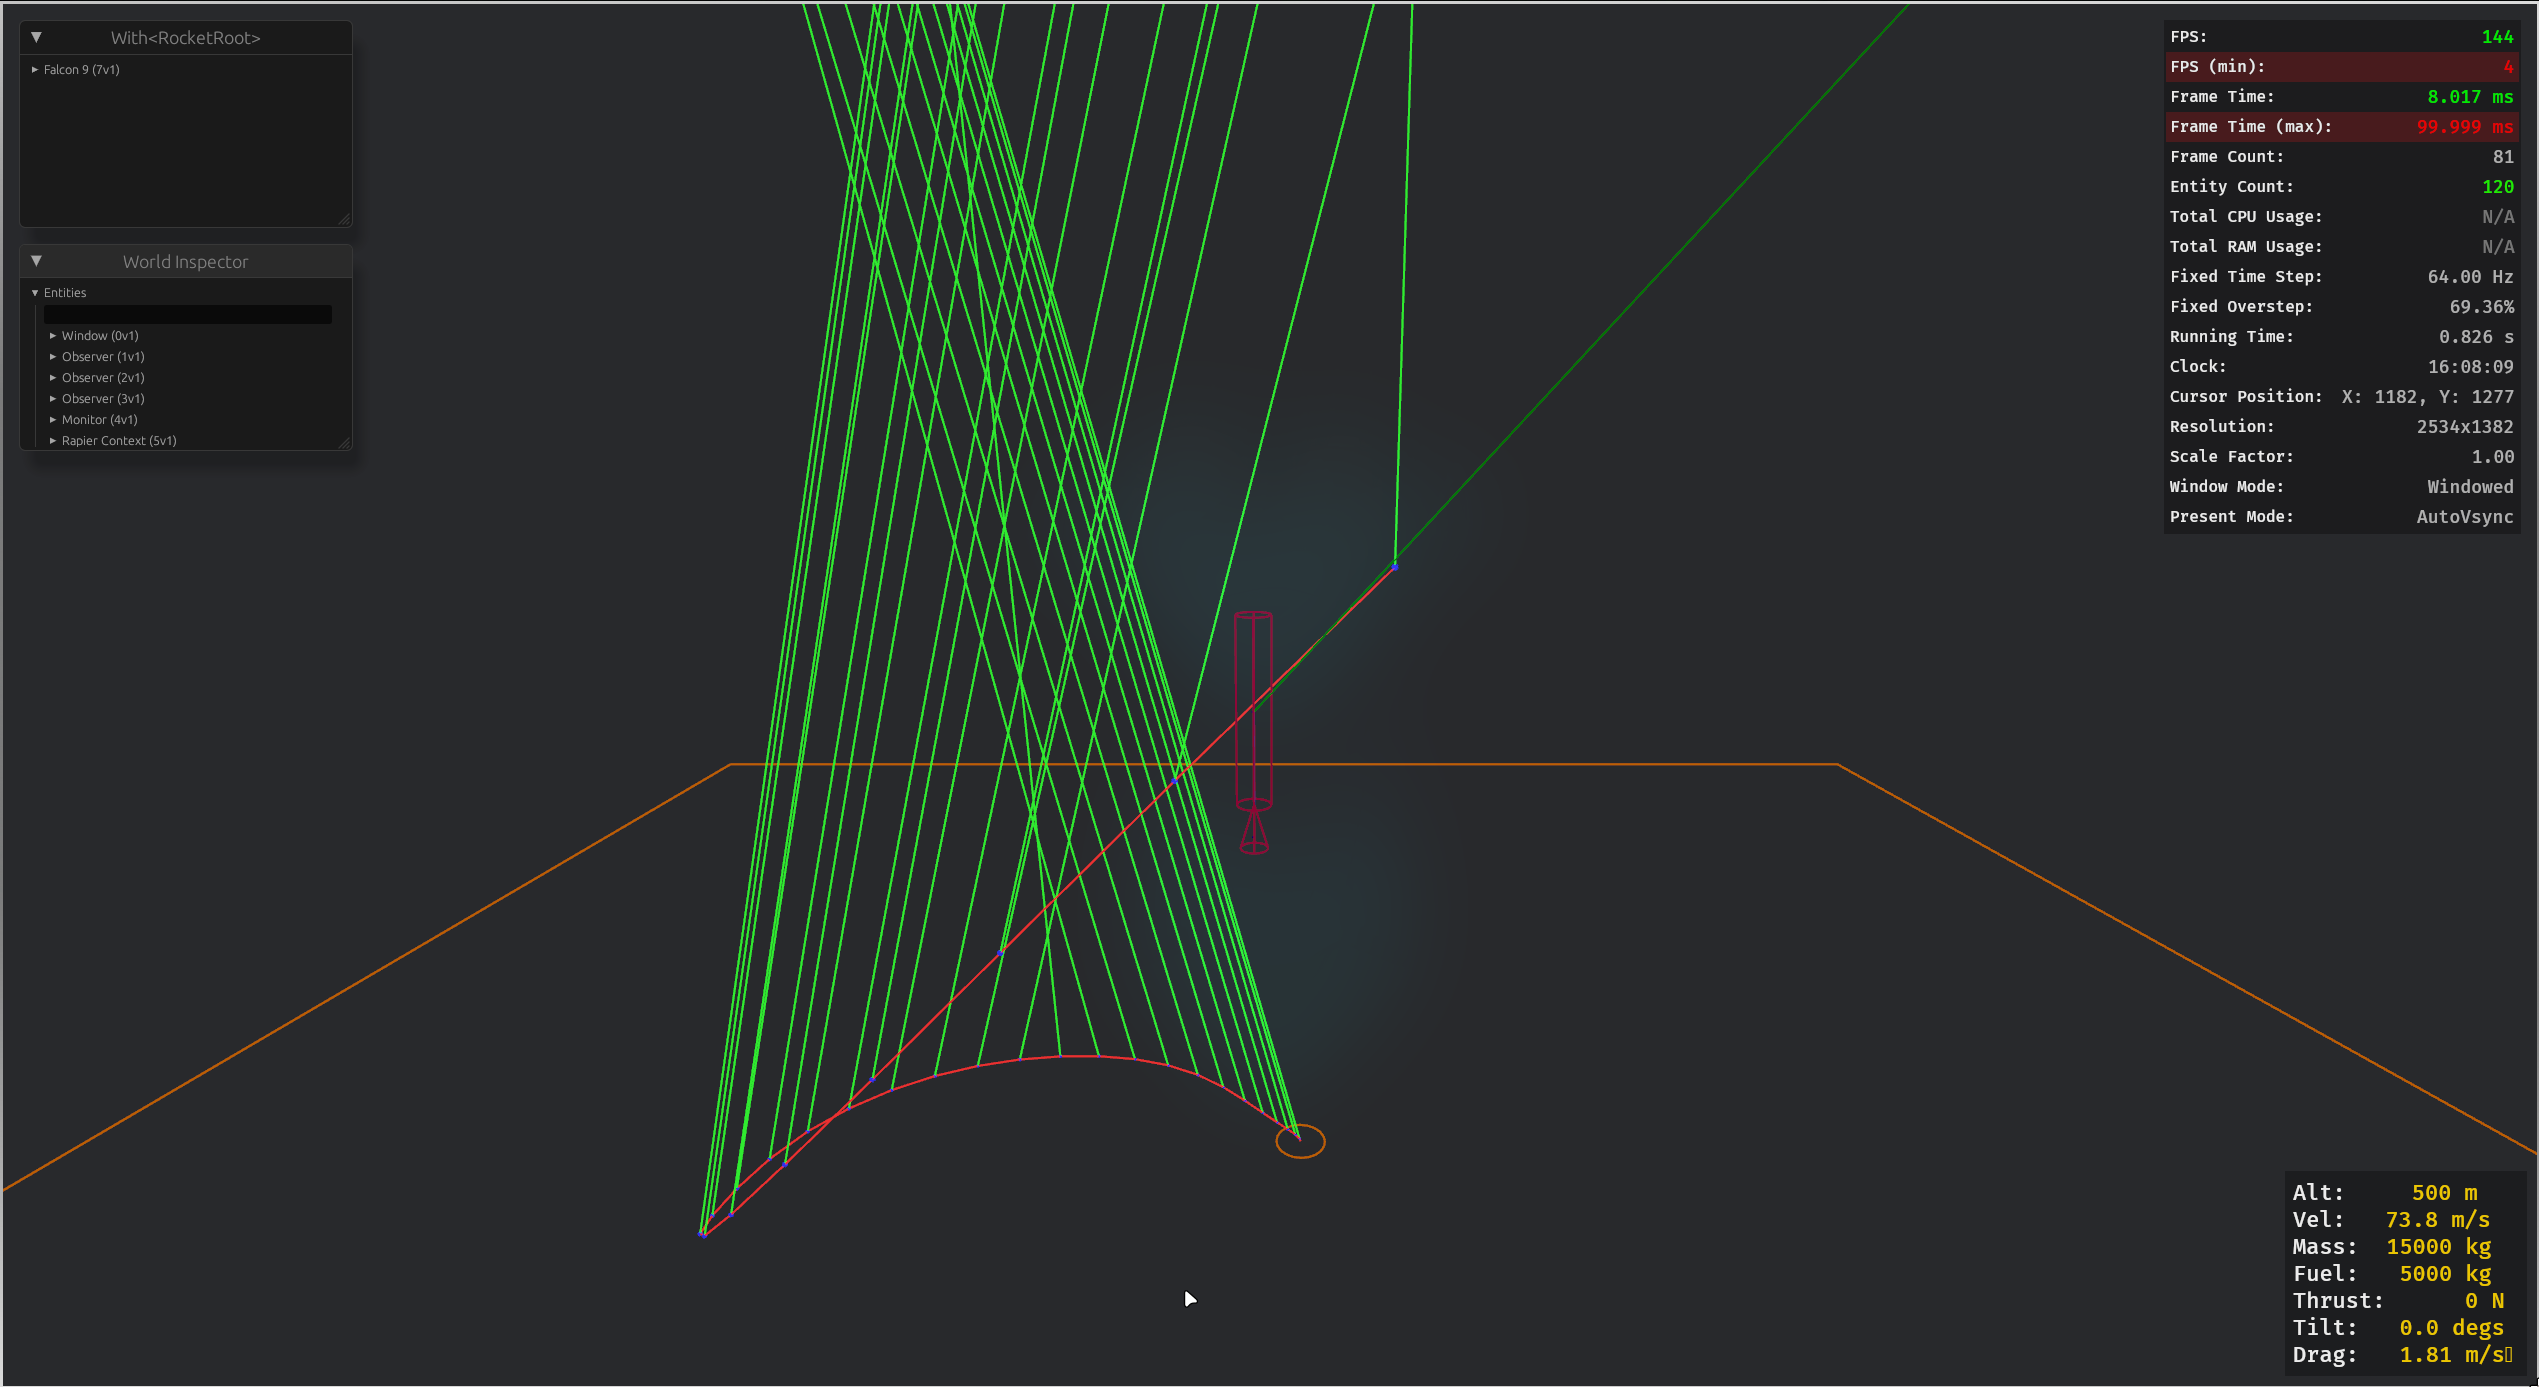 With<RocketRoot>
Falcon 9 (7v1)
World Inspector
Entities
Window (0v1)
Observer (1v1)
Observer (2v1)
Observer (3v1)
Monitor (4v1)
Rapier Context (5v1)
FPS: 144
FPS (min): 4
Frame Time: 8.017 ms
Frame Time (max): 99.999 ms
Frame Count: 81
Entity Count: 120
Total CPU Usage: N/A
Total RAM Usage: N/A
Fixed Time Step: 64.00 Hz
Fixed Overstep: 69.36%
Running Time: 0.826 s
Clock: 16:08:09
Cursor Position: X: 1182, Y: 1277
Resolution: 2534x1382
Scale Factor: 1.00
Window Mode: Windowed
Present Mode: AutoVsync
Alt: 500 m
Vel: 73.8 m/s
Mass: 15000 kg
Fuel: 5000 kg
Thrust: 0 N
Tilt: 0.0 degs
Drag: 1.81 m/s▯